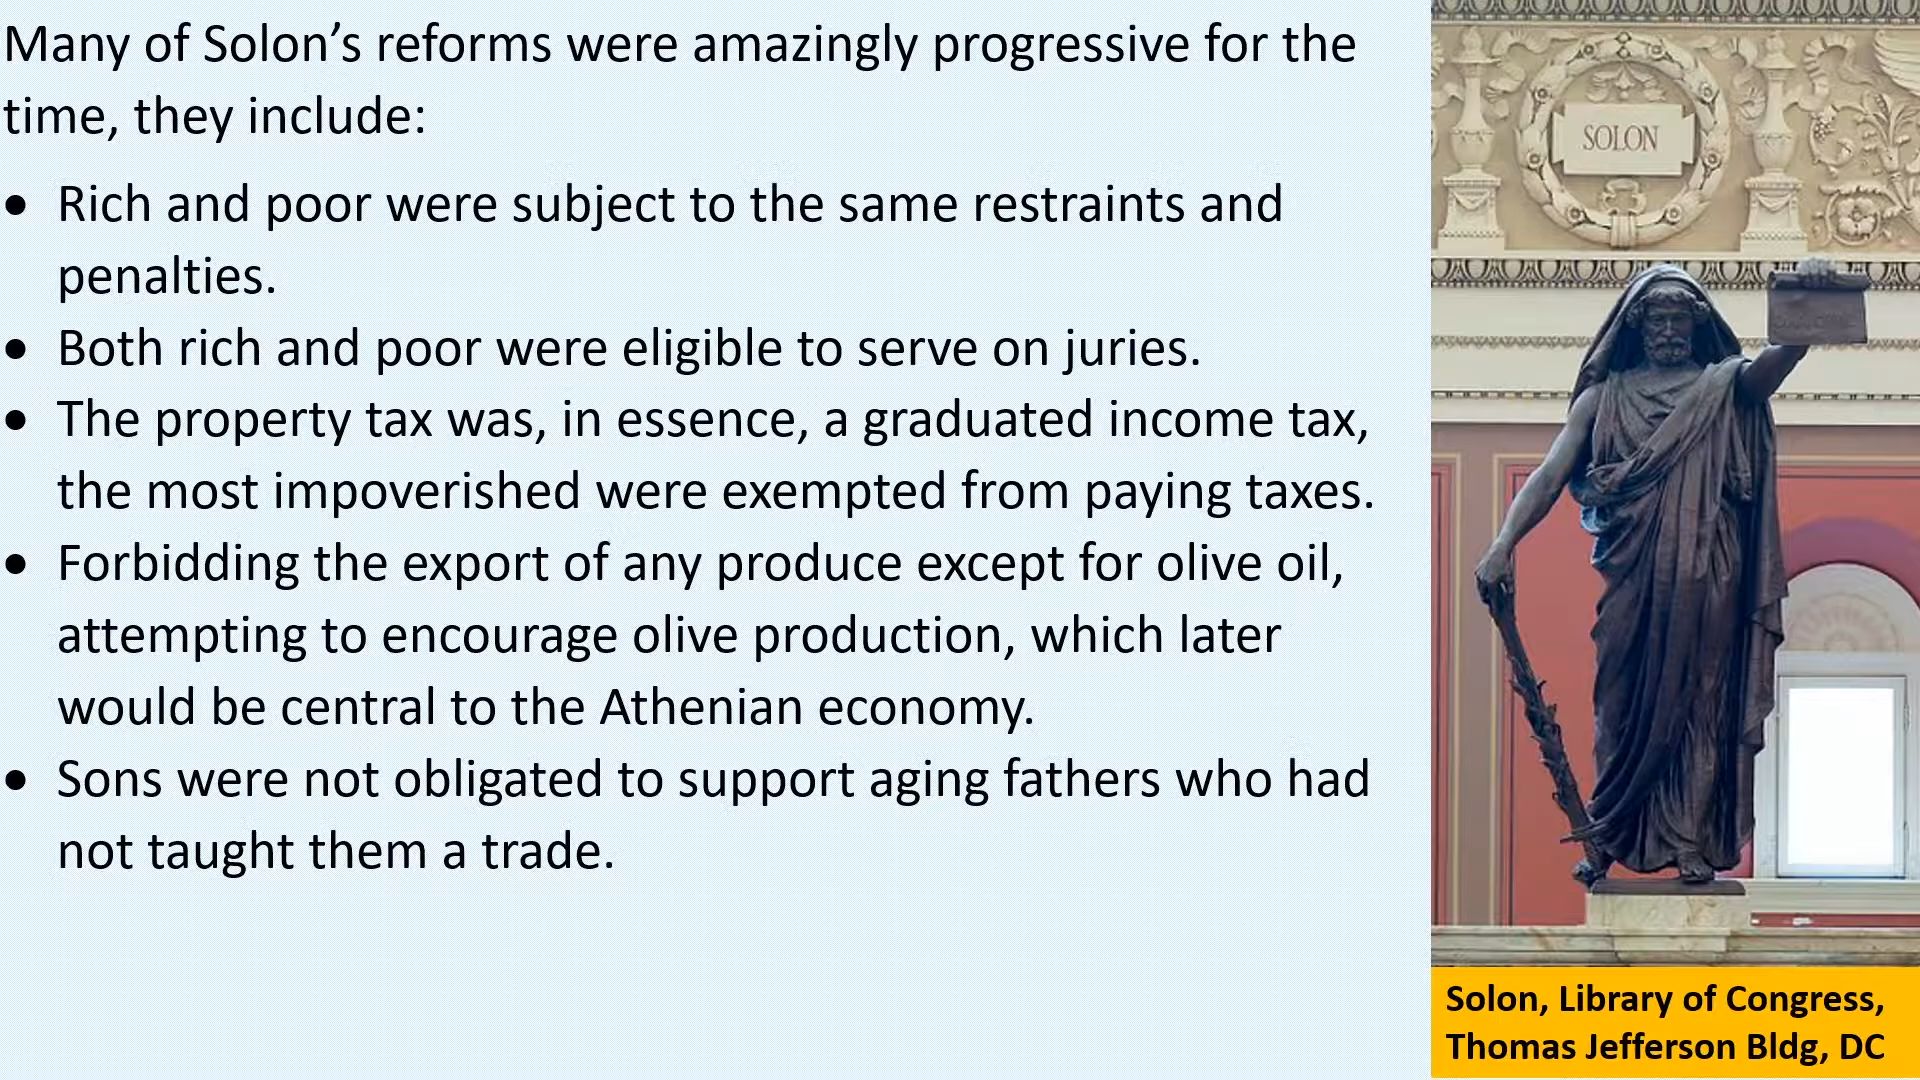 Many of Solon’s reforms were amazingly progressive for the
time, they include:
• Rich and poor were subject to the same restraints and
penalties.
• Both rich and poor were eligible to serve on juries.
• The property tax was, in essence, a graduated income tax,
the most impoverished were exempted from paying taxes.
• Forbidding the export of any produce except for olive oil,
attempting to encourage olive production, which later
would be central to the Athenian economy.
• Sons were not obligated to support aging fathers who had
not taught them a trade.
SOLON
Solon, Library of Congress,
Thomas Jefferson Bldg, DC